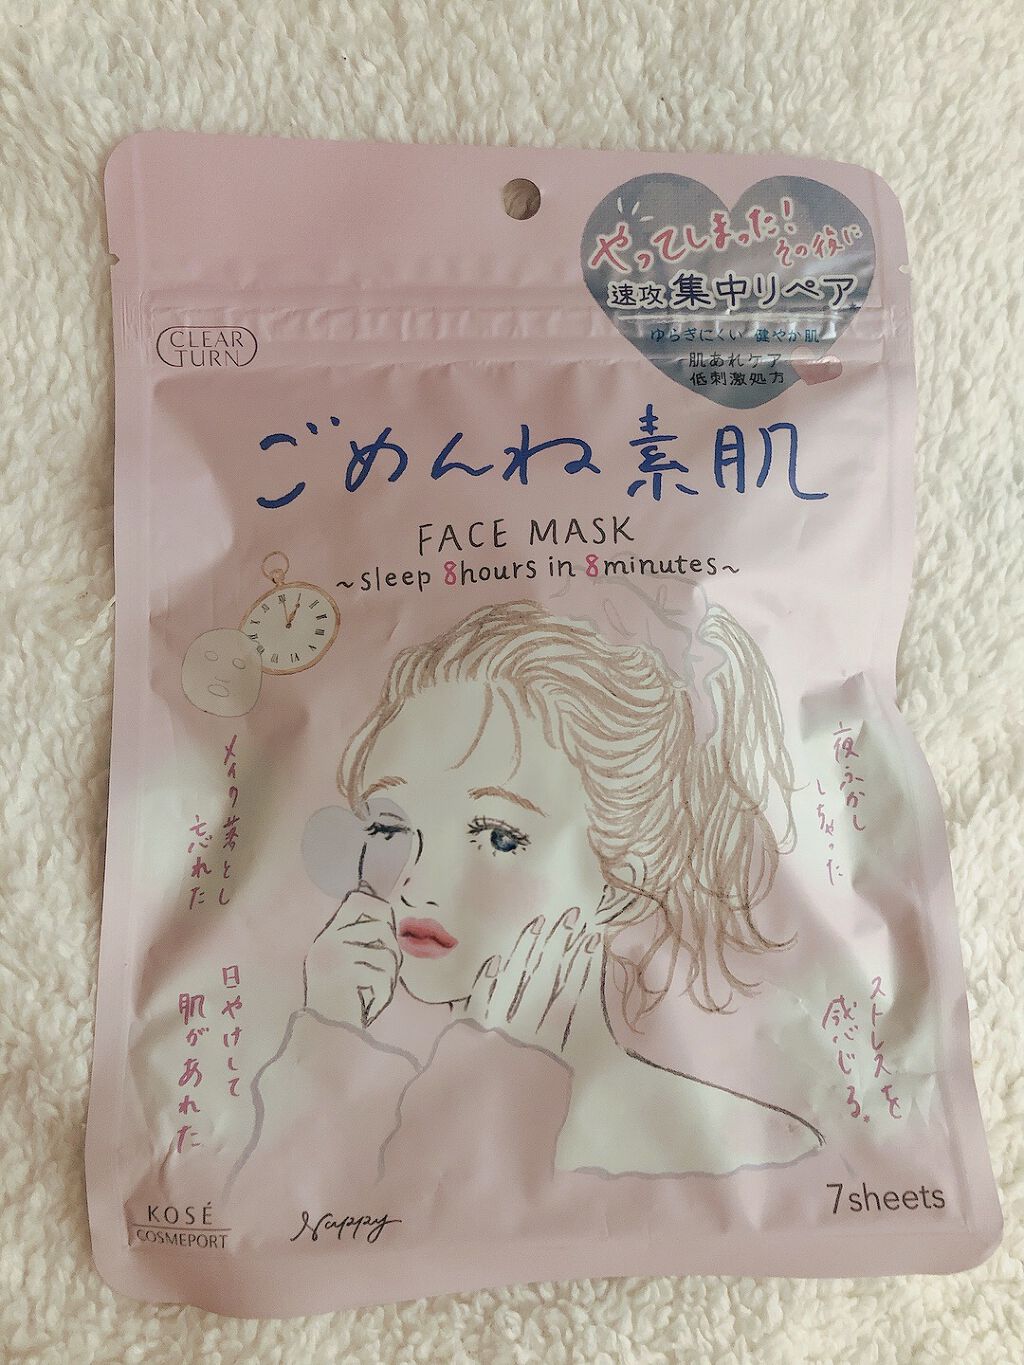 やってしまった!
その後に
速攻 集中リペア
ゆらぎにくい 健やか肌
肌あれケア
低刺激処方
CLEAR
TURN
ごめんね素肌
FACE MASK
~sleep 8hours in 8minutes~
メイク落とし
忘れた
夜ふかし
しちゃった
日やけして
肌があれた
ストレスを
感じる。
7sheets
KOSÉ
COSMEPORT
Nappy